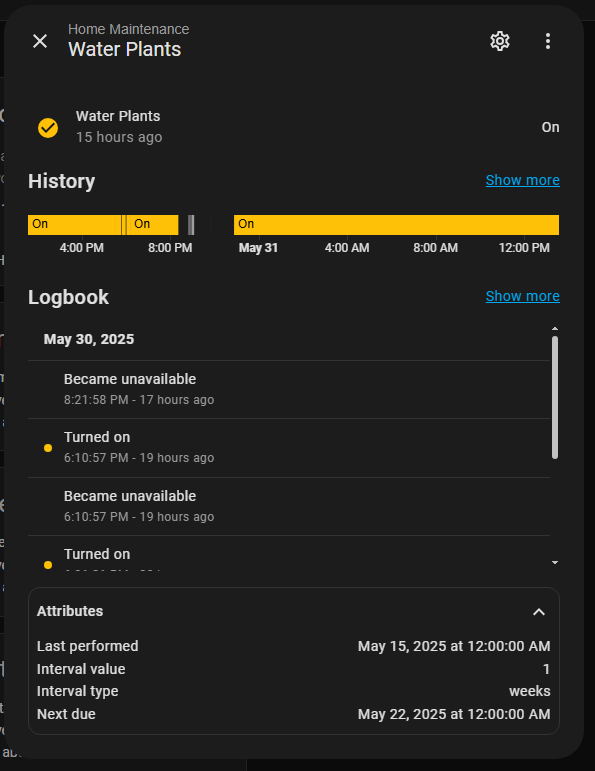 Home Maintenance
Water Plants
Water Plants
15 hours ago
On
History
Show more
On
On
On
4:00 PM
8:00 PM
May 31
4:00 AM
8:00 AM
12:00 PM
Logbook
Show more
May 30, 2025
Became unavailable
8:21:58 PM - 17 hours ago
Turned on
6:10:57 PM - 19 hours ago
Became unavailable
6:10:57 PM - 19 hours ago
Turned on
Attributes
Last performed May 15, 2025 at 12:00:00 AM
Interval value 1
Interval type weeks
Next due May 22, 2025 at 12:00:00 AM